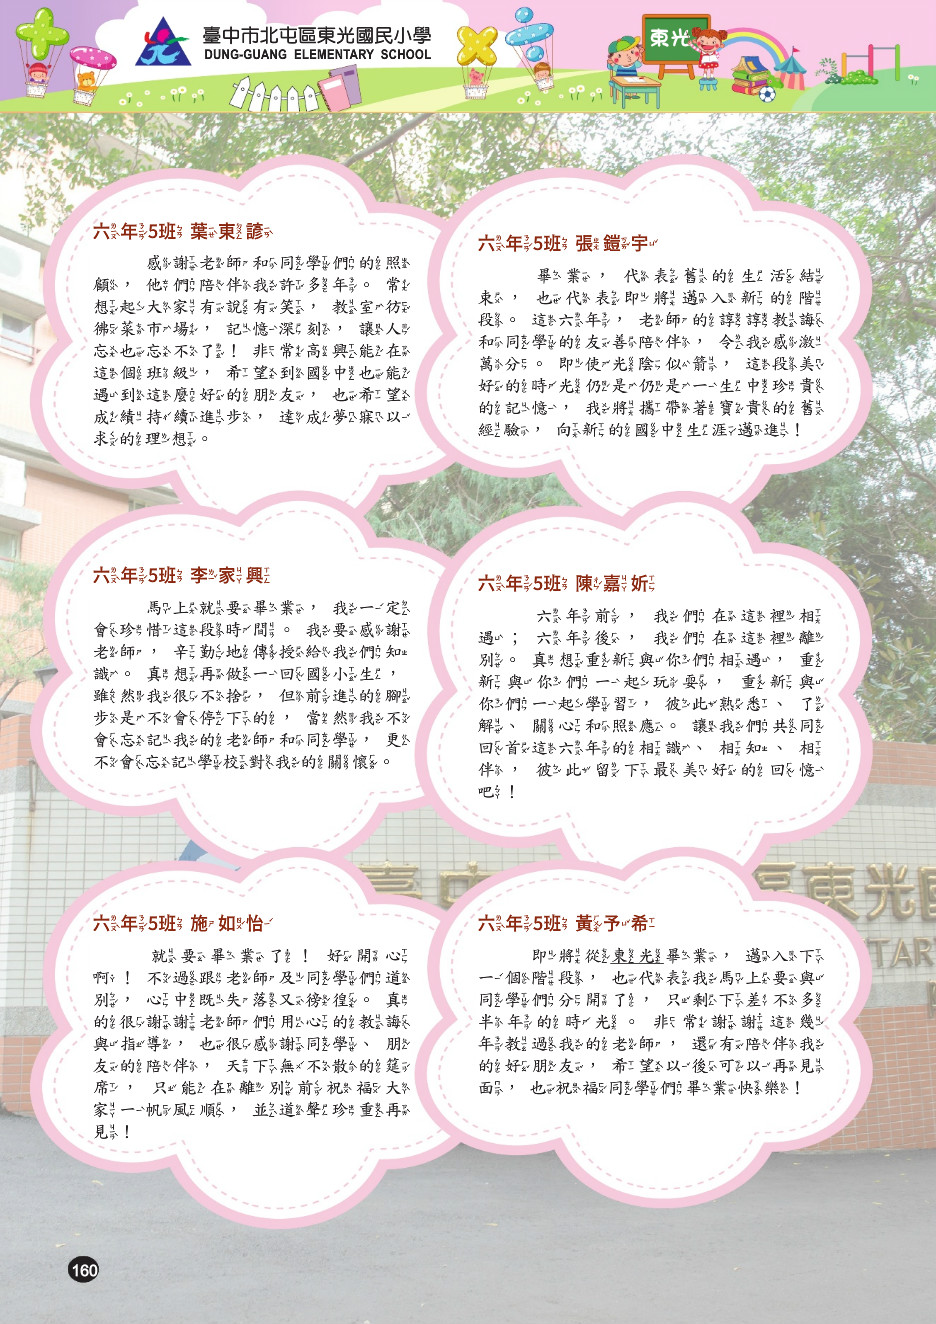 臺中市北屯區東光國民小學
DUNG-GUANG ELEMENTARY SCHOOL
東光
六年5班 葉東諺
感謝老師和同學們的照
顧，他們陪伴我許多年。常
想起大家有說有笑，教室彷
彿菜市場，記憶深刻，讓人
忘也忘不了！非常高興能在
這個班級，希望到國中也能
遇到這麼好的朋友，也希望
成績持續進步，達成夢寐以
求的理想。
六年5班 張鎧宇
畢業，代表舊的生活結
束，也代表即將邁入新的階
段。這六年，老師的諄諄教誨
和同學的友善陪伴，令我感激
萬分。即使光陰似箭，這段美
好的時光仍是仍是一生中珍貴
的記憶，我將攜帶著寶貴的舊
經驗，向新的國中生涯邁進！
六年5班 李家興
馬上就要畢業，我一定
會珍惜這段時間。我要感謝
老師，辛勤地傳授給我們知
識。真想再做一回國小生，
雖然我很不捨，但前進的腳
步是不會停下的，當然我不
會忘記我的老師和同學，更
不會忘記學校對我的關懷。
六年5班 陳嘉妡
六年前，我們在這裡相
遇；六年後，我們在這裡離
別。真想重新與你們相遇，重
新與你們一起玩耍，重新與
你們一起學習，彼此熟悉、了
解、關心和照應。讓我們共同
回首這六年的相識、相知、相
伴，彼此留下最美好的回憶
吧！
六年5班 施如怡
就要畢業了！好開心
啊！不過跟老師及同學們道
別，心中既失落又徬徨。真
的很謝謝老師們用心的教誨
與指導，也很感謝同學、朋
友的陪伴，天下無不散的筵
席，只能在離別前祝福大
家一帆風順，並道聲珍重再
見！
六年5班 黃予希
即將從東光畢業，邁入下
一個階段，也代表我馬上要與
同學們分開了，只剩下差不多
半年的時光。非常謝謝這幾
年教過我的老師，還有陪伴我
的好朋友，希望以後可以再見
面，也祝福同學們畢業快樂！
臺中
區東光國
TARY
160